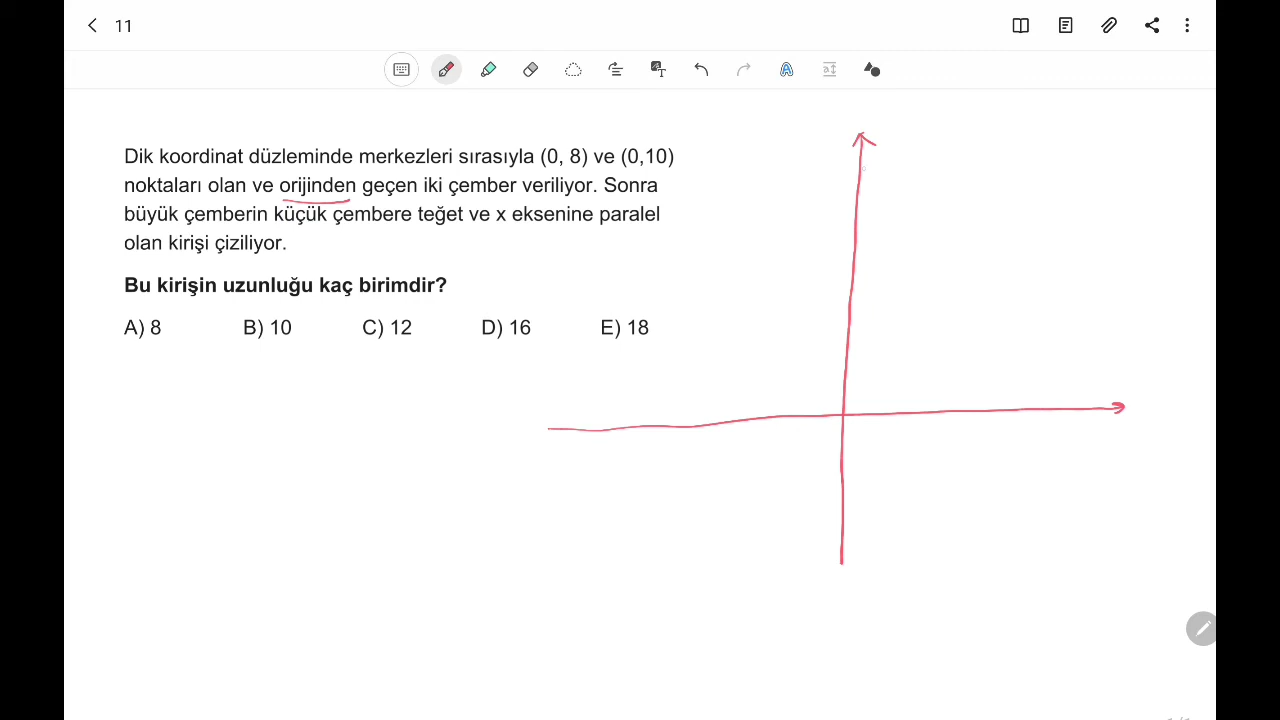 11
Dik koordinat düzleminde merkezleri sırasıyla (0, 8) ve (0,10)
noktaları olan ve orijinden geçen iki çember veriliyor. Sonra
büyük çemberin küçük çembere teğet ve x eksenine paralel
olan kirişi çiziliyor.
Bu kirişin uzunluğu kaç birimdir?
A) 8 B) 10 C) 12 D) 16 E) 18